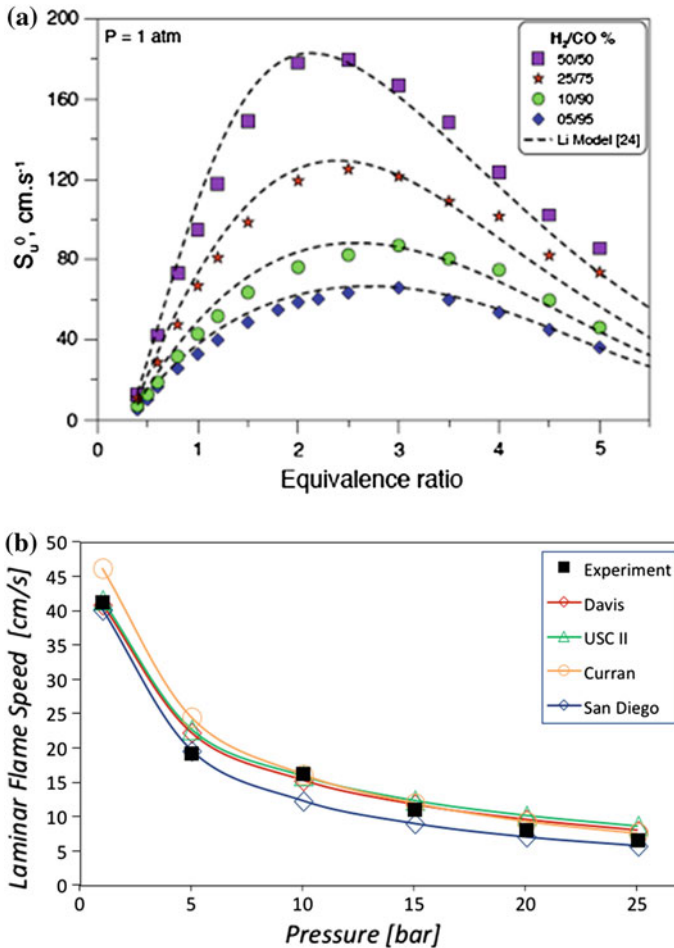 (a)
P = 1 atm
H₂/CO %
50/50
25/75
10/90
05/95
Li Model [24]
200
160
120
80
40
0
Sᵤ⁰, cm.s⁻¹
0 1 2 3 4 5
Equivalence ratio
(b)
50
45
40
35
30
25
20
15
10
5
0
Laminar Flame Speed [cm/s]
Experiment
Davis
USC II
Curran
San Diego
0 5 10 15 20 25
Pressure [bar]